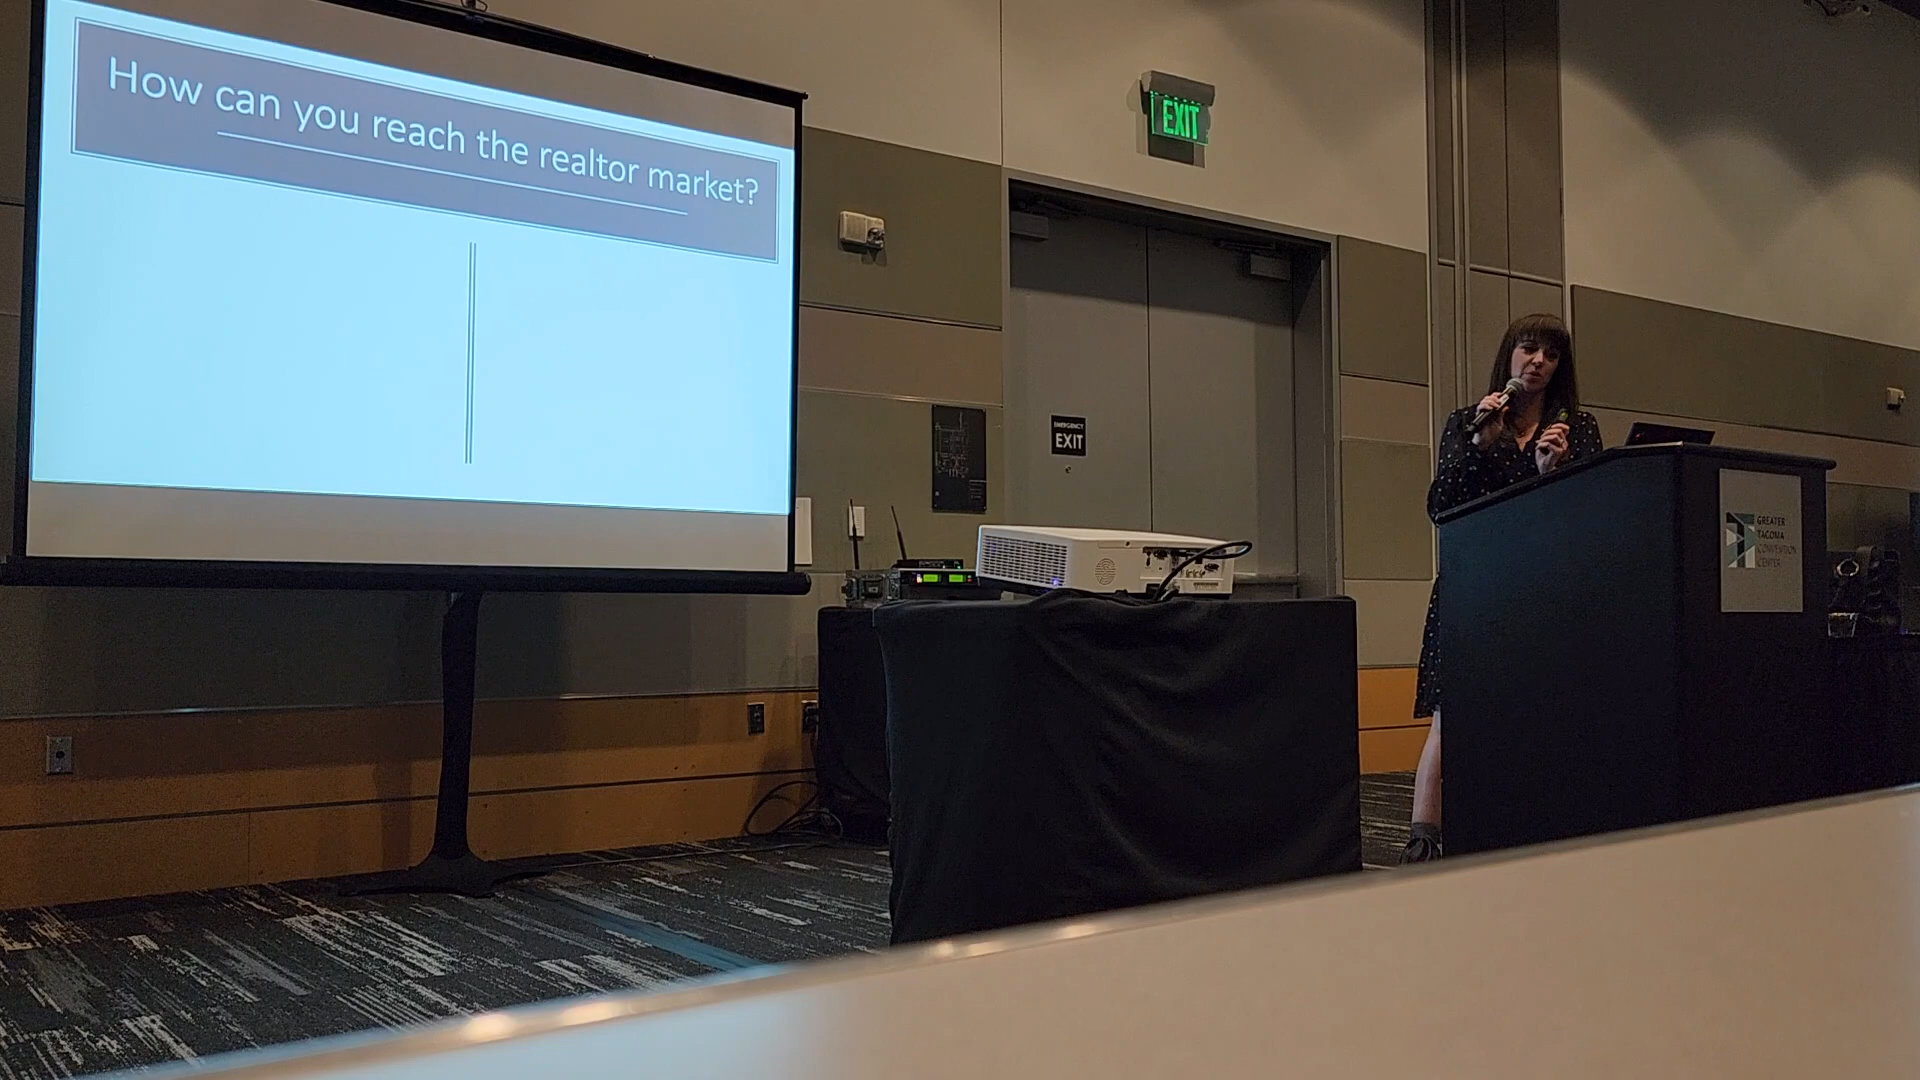 How can you reach the realtor market?
EXIT
EMERGENCY
EXIT
GREATER
TACOMA
CONVENTION
CENTER